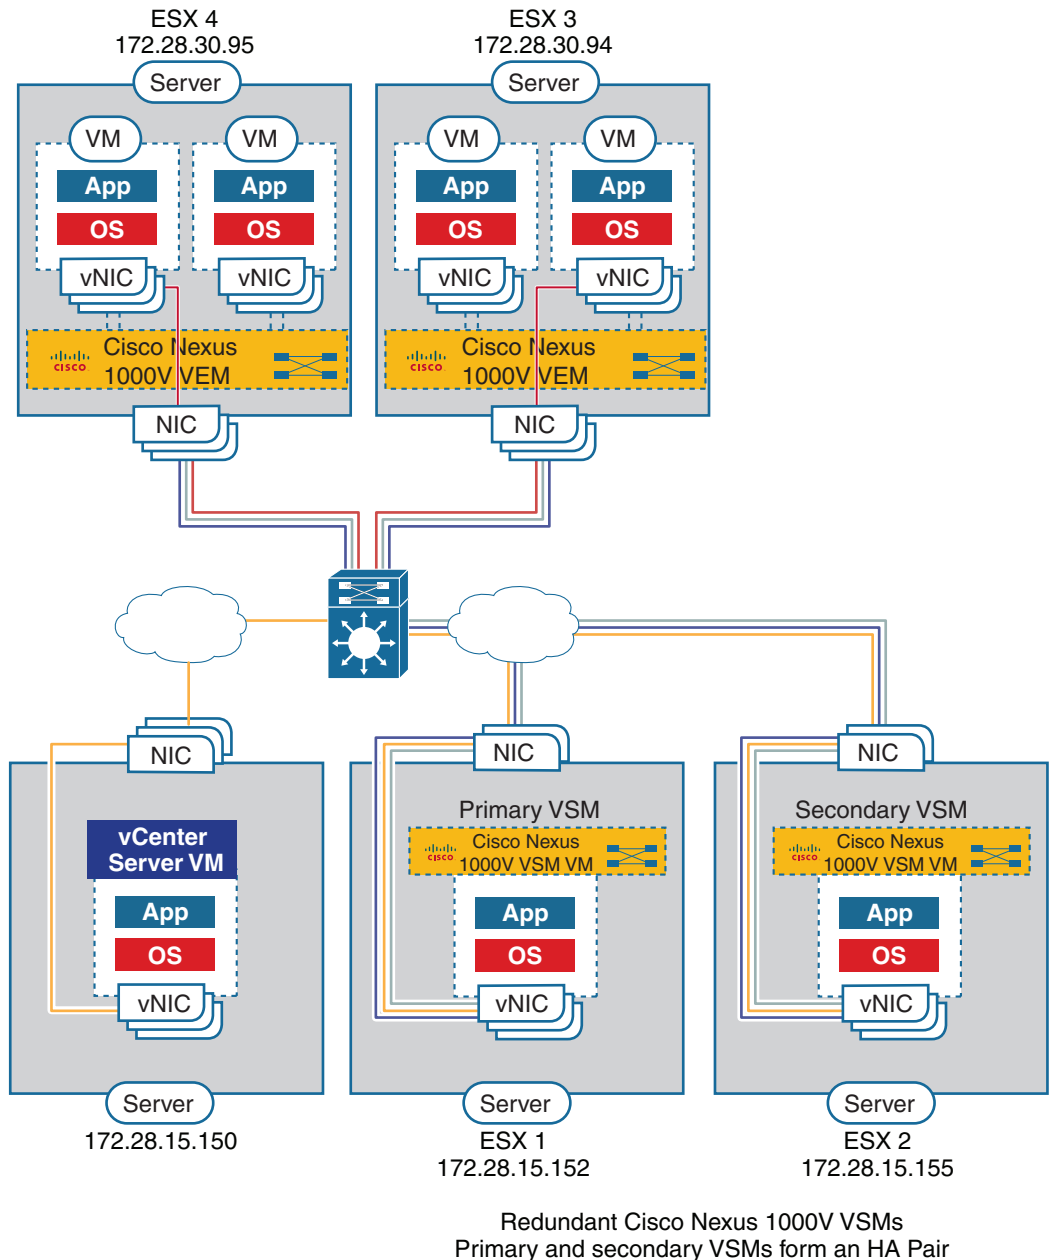 ESX 4
172.28.30.95
Server
VM
VM
App
App
OS
OS
vNIC
vNIC
CISCO
Cisco Nexus
1000V VEM
NIC
ESX 3
172.28.30.94
Server
VM
VM
App
App
OS
OS
vNIC
vNIC
CISCO
Cisco Nexus
1000V VEM
NIC
NIC
vCenter
Server VM
App
OS
vNIC
Server
172.28.15.150
NIC
Primary VSM
CISCO
Cisco Nexus
1000V VSM VM
App
OS
vNIC
Server
ESX 1
172.28.15.152
NIC
Secondary VSM
CISCO
Cisco Nexus
1000V VSM VM
App
OS
vNIC
Server
ESX 2
172.28.15.155
Redundant Cisco Nexus 1000V VSMs
Primary and secondary VSMs form an HA Pair